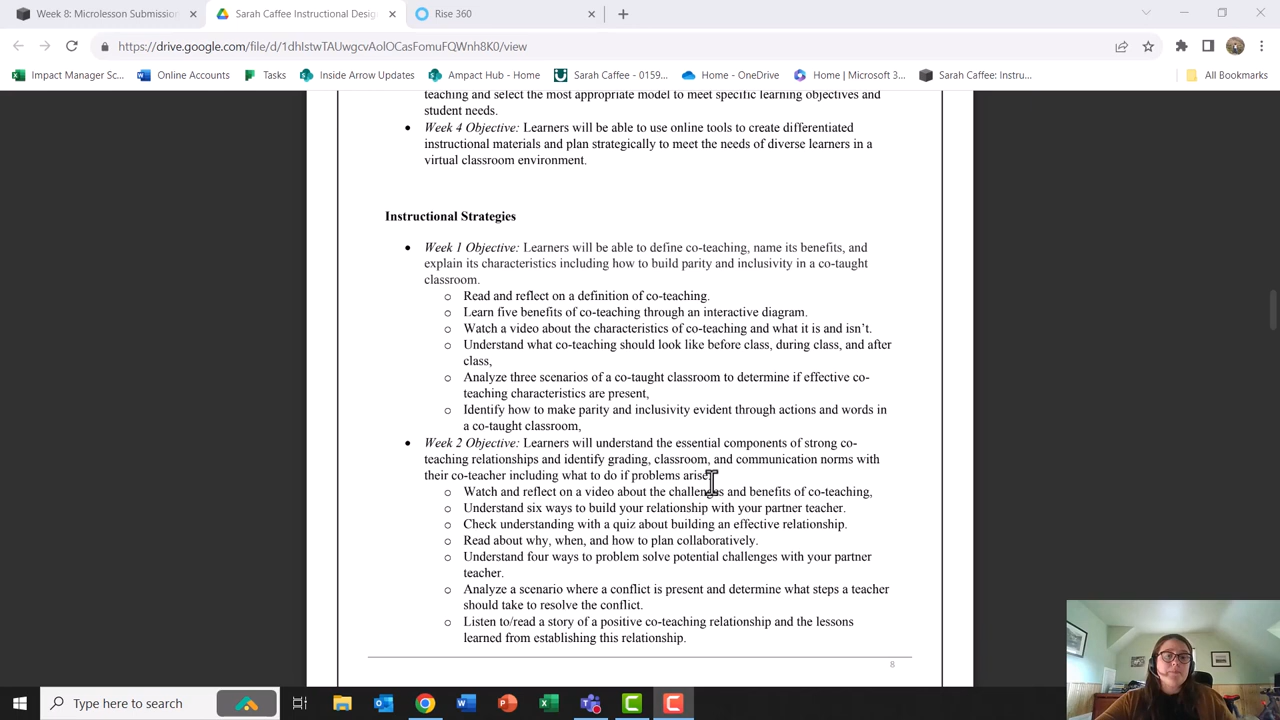 Week 8: Microlesson Submission
Sarah Caffee Instructional Desig
Rise 360
https://drive.google.com/file/d/1dhIstwTAUwgcvAolOCasFomuFQWnh8K0/view
Impact Manager Sc...
Online Accounts
Tasks
Inside Arrow Updates
Ampact Hub - Home
Sarah Caffee - 0159...
Home - OneDrive
Home | Microsoft 3...
Sarah Caffee: Instru...
All Bookmarks
teaching and select the most appropriate model to meet specific learning objectives and
student needs.
• Week 4 Objective: Learners will be able to use online tools to create differentiated
instructional materials and plan strategically to meet the needs of diverse learners in a
virtual classroom environment.
Instructional Strategies
• Week 1 Objective: Learners will be able to define co-teaching, name its benefits, and
explain its characteristics including how to build parity and inclusivity in a co-taught
classroom.
o Read and reflect on a definition of co-teaching.
o Learn five benefits of co-teaching through an interactive diagram.
o Watch a video about the characteristics of co-teaching and what it is and isn’t.
o Understand what co-teaching should look like before class, during class, and after
class,
o Analyze three scenarios of a co-taught classroom to determine if effective co-
teaching characteristics are present,
o Identify how to make parity and inclusivity evident through actions and words in
a co-taught classroom,
• Week 2 Objective: Learners will understand the essential components of strong co-
teaching relationships and identify grading, classroom, and communication norms with
their co-teacher including what to do if problems arise
o Watch and reflect on a video about the challenges and benefits of co-teaching,
o Understand six ways to build your relationship with your partner teacher.
o Check understanding with a quiz about building an effective relationship.
o Read about why, when, and how to plan collaboratively.
o Understand four ways to problem solve potential challenges with your partner
teacher.
o Analyze a scenario where a conflict is present and determine what steps a teacher
should take to resolve the conflict.
o Listen to/read a story of a positive co-teaching relationship and the lessons
learned from establishing this relationship.
8
Type here to search